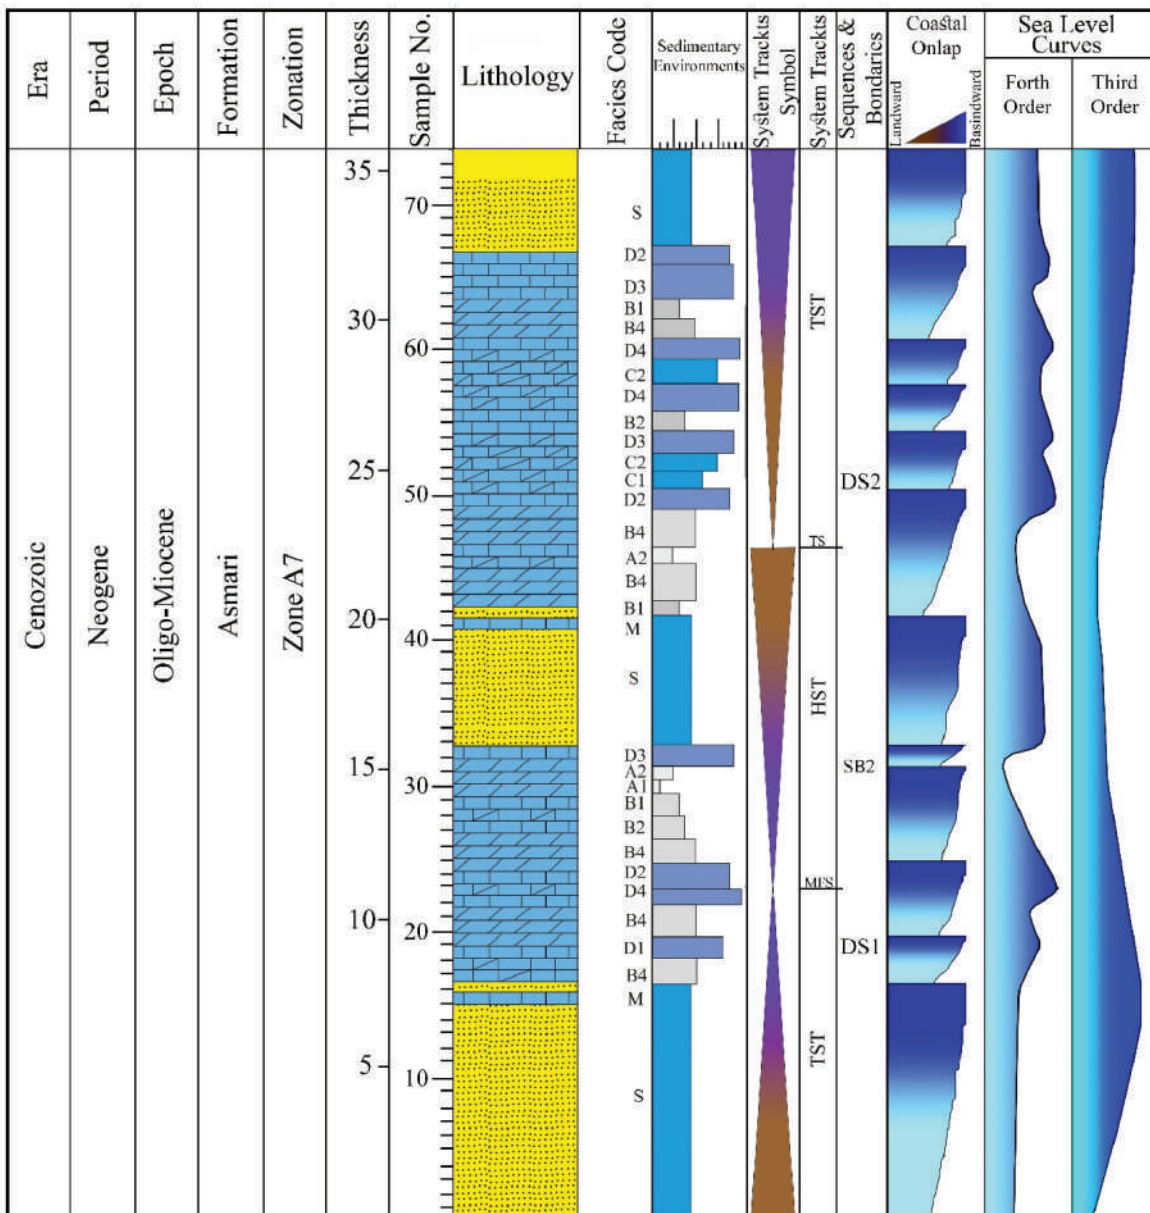 Era
Period
Epoch
Formation
Zonation
Thickness
Sample No.
Lithology
Facies Code
Sedimentary
Environments
System Trackts
Symbol
System Trackts
Sequences &
Bondarics
Coastal
Onlap
Landward
Basindward
Sea Level
Curves
Forth
Order
Third
Order
Cenozoic
Neogene
Oligo-Miocene
Asmari
Zone A7
35
30
25
20
15
10
5
70
60
50
40
30
20
10
S
D2
D3
B1
B4
D4
C2
D4
B2
D3
C2
C1
D2
B4
A2
B4
B1
M
S
D3
A2
A1
B1
B2
B4
D2
D4
B4
D1
B4
M
S
TST
TS
HST
MFS
TST
DS2
SB2
DS1